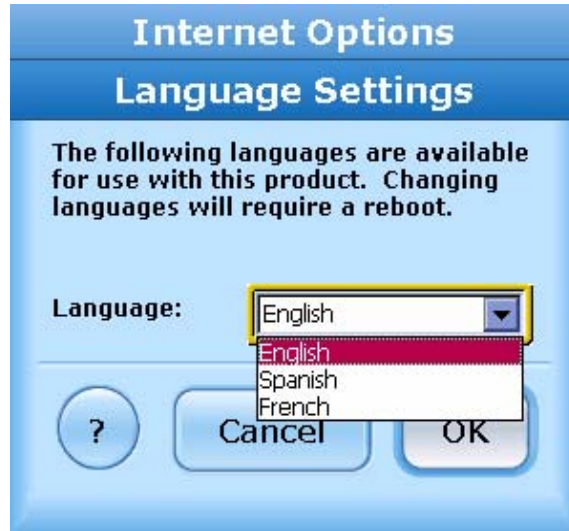 Internet Options
Language Settings
The following languages are available
for use with this product.  Changing
languages will require a reboot.
Language:
English
English
Spanish
French
?
Cancel
OK